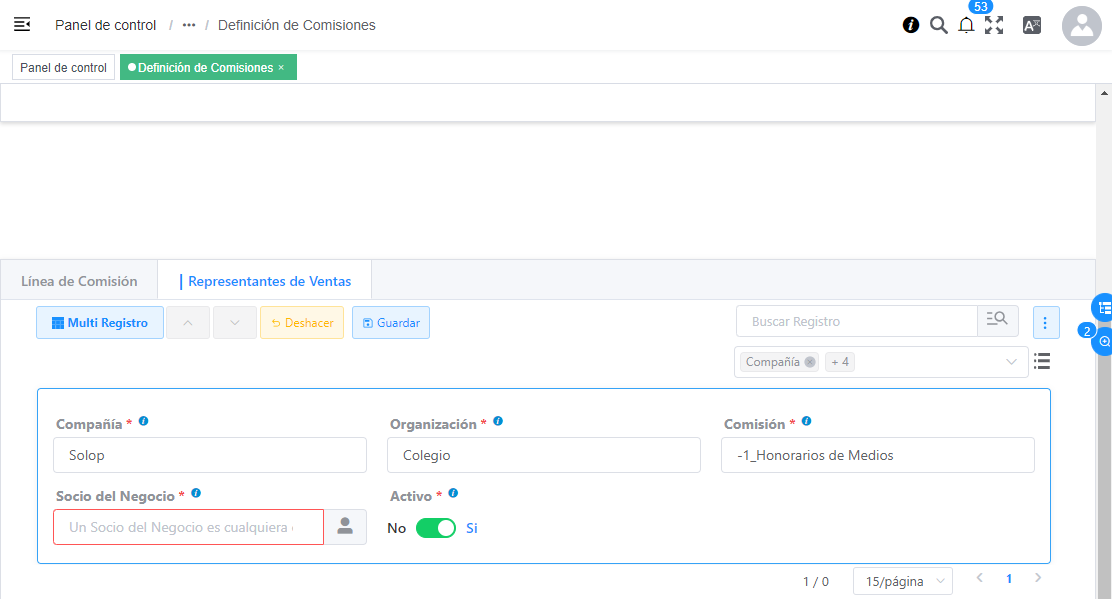 Panel de control / ••• / Definición de Comisiones
53
Panel de control
Definición de Comisiones ×
Línea de Comisión
Representantes de Ventas
Multi Registro
Deshacer
Guardar
Buscar Registro
Compañía
+ 4
2
Compañía *
Organización *
Comisión *
Solop
Colegio
-1_Honorarios de Medios
Socio del Negocio *
Activo *
Un Socio del Negocio es cualquiera
No
Si
1 / 0
15/página
1